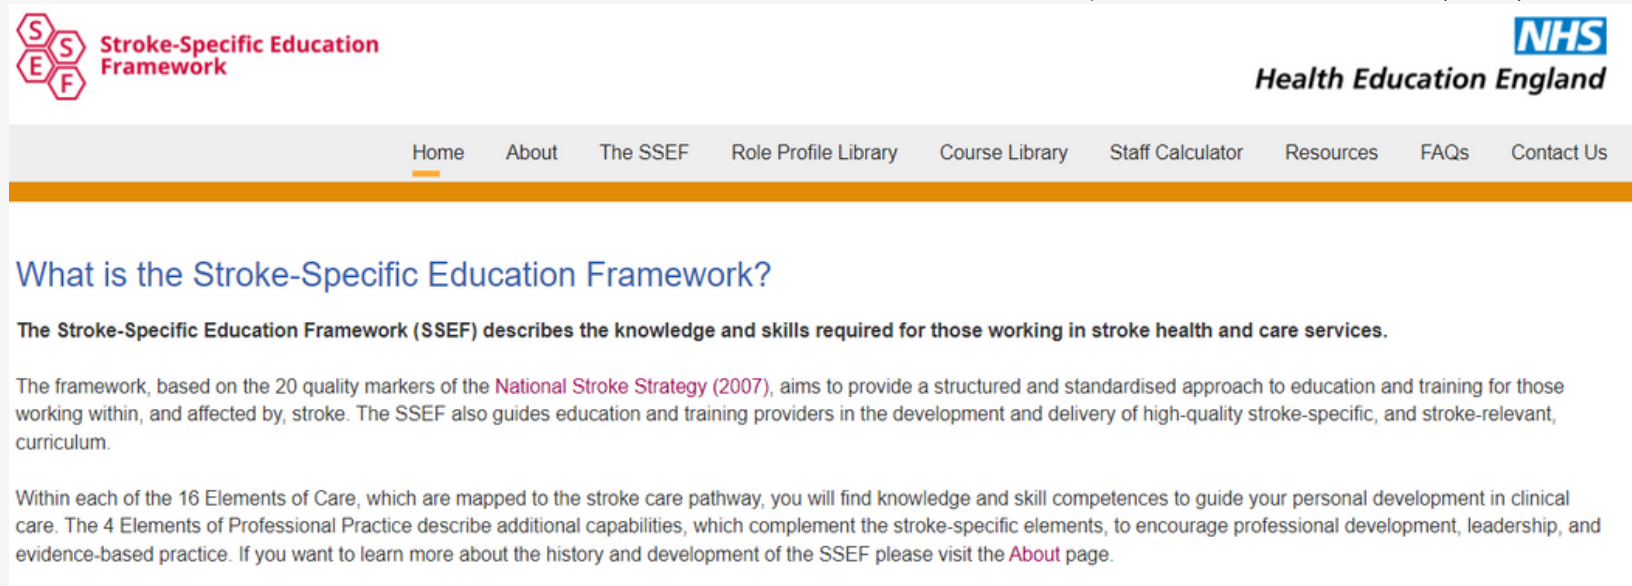 S
S
E
F
Stroke-Specific Education
Framework
NHS
Health Education England
Home About The SSEF Role Profile Library Course Library Staff Calculator Resources FAQs Contact Us
What is the Stroke-Specific Education Framework?
The Stroke-Specific Education Framework (SSEF) describes the knowledge and skills required for those working in stroke health and care services.
The framework, based on the 20 quality markers of the National Stroke Strategy (2007), aims to provide a structured and standardised approach to education and training for those
working within, and affected by, stroke. The SSEF also guides education and training providers in the development and delivery of high-quality stroke-specific, and stroke-relevant,
curriculum.
Within each of the 16 Elements of Care, which are mapped to the stroke care pathway, you will find knowledge and skill competences to guide your personal development in clinical
care. The 4 Elements of Professional Practice describe additional capabilities, which complement the stroke-specific elements, to encourage professional development, leadership, and
evidence-based practice. If you want to learn more about the history and development of the SSEF please visit the About page.